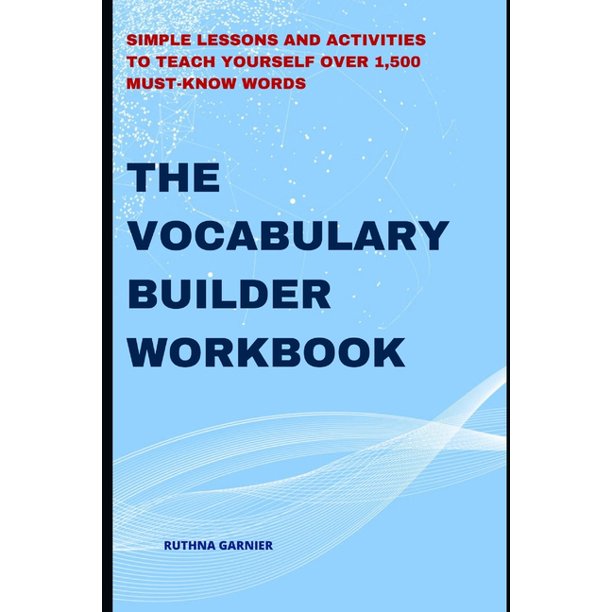 SIMPLE LESSONS AND ACTIVITIES
TO TEACH YOURSELF OVER 1,500
MUST-KNOW WORDS
THE
VOCABULARY
BUILDER
WORKBOOK
RUTHNA GARNIER